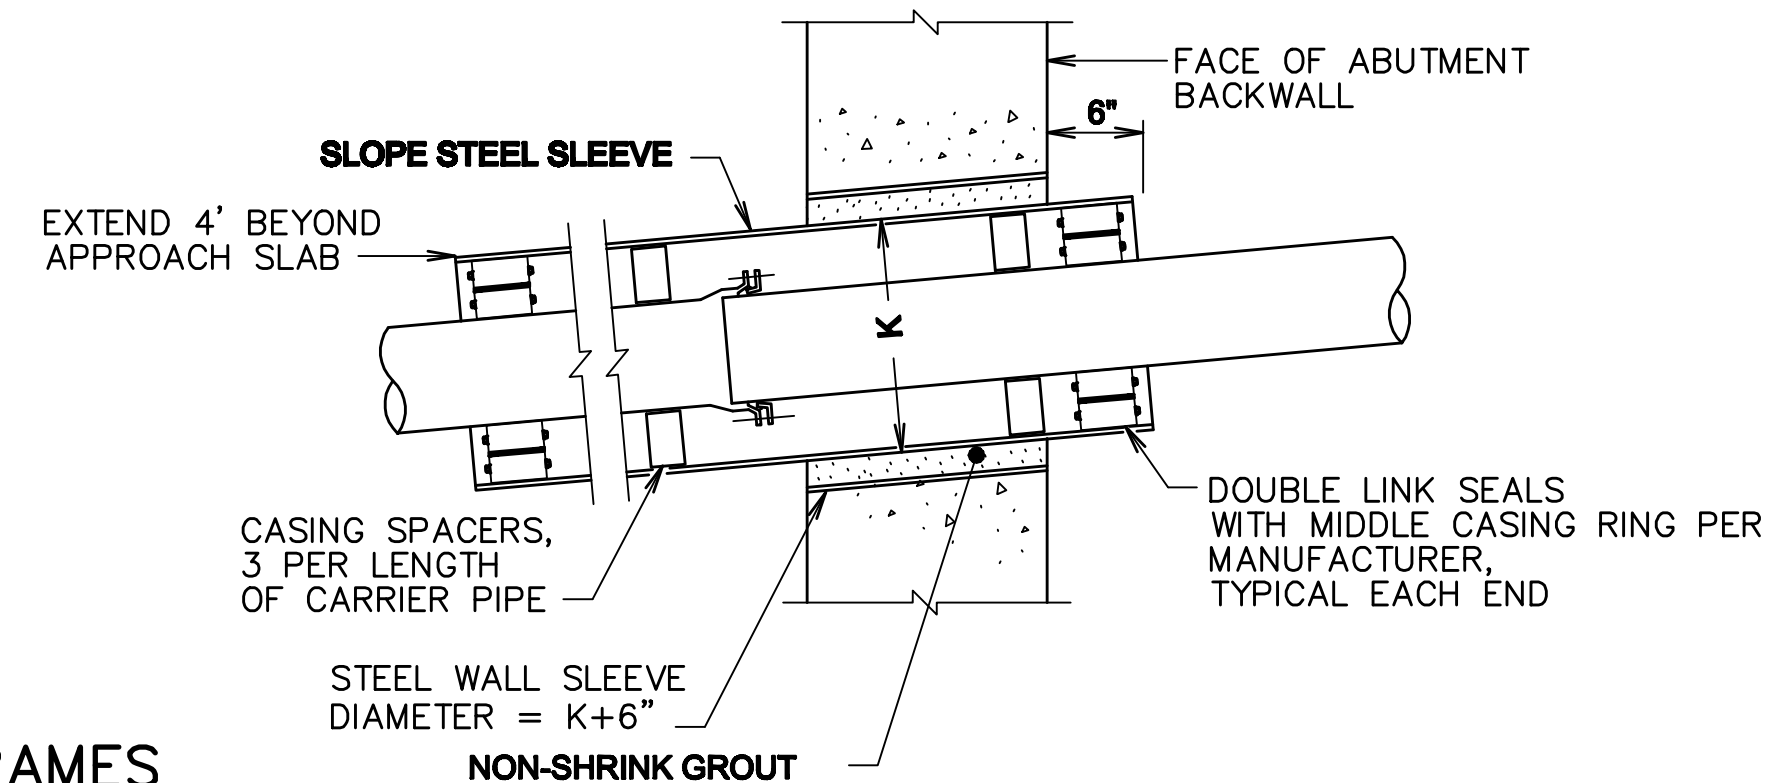 FACE OF ABUTMENT
BACKWALL
6"
SLOPE STEEL SLEEVE
EXTEND 4' BEYOND
APPROACH SLAB
K
CASING SPACERS,
3 PER LENGTH
OF CARRIER PIPE
DOUBLE LINK SEALS
WITH MIDDLE CASING RING PER
MANUFACTURER,
TYPICAL EACH END
STEEL WALL SLEEVE
DIAMETER = K+6"
NON-SHRINK GROUT